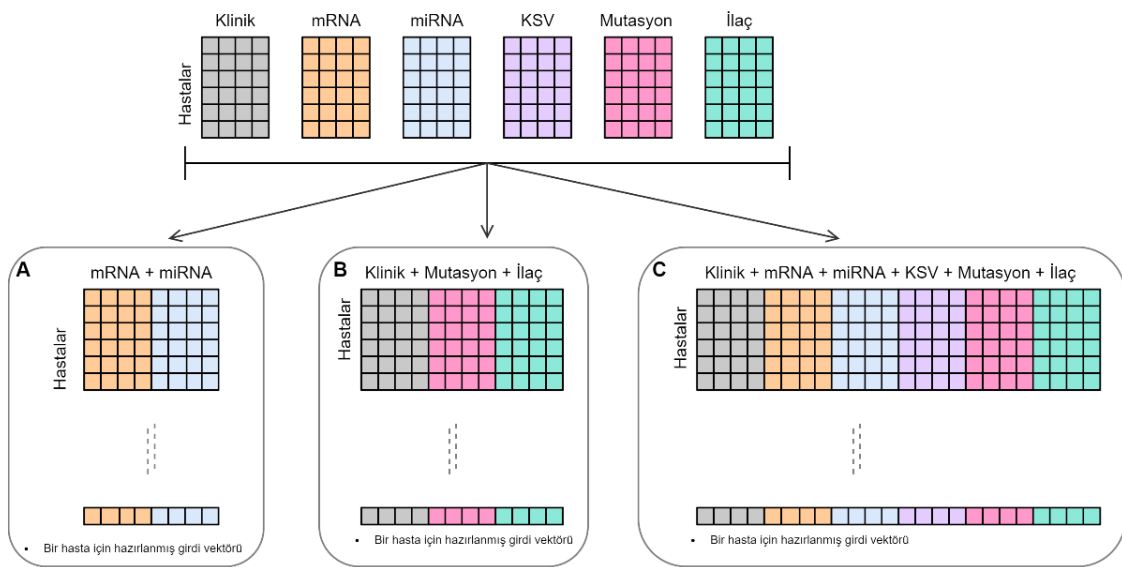 Klinik
mRNA
miRNA
KSV
Mutasyon
İlaç
Hastalar
A
mRNA + miRNA
Hastalar
• Bir hasta için hazırlanmış girdi vektörü
B
Klinik + Mutasyon + İlaç
Hastalar
• Bir hasta için hazırlanmış girdi vektörü
C
Klinik + mRNA + miRNA + KSV + Mutasyon + İlaç
Hastalar
• Bir hasta için hazırlanmış girdi vektörü